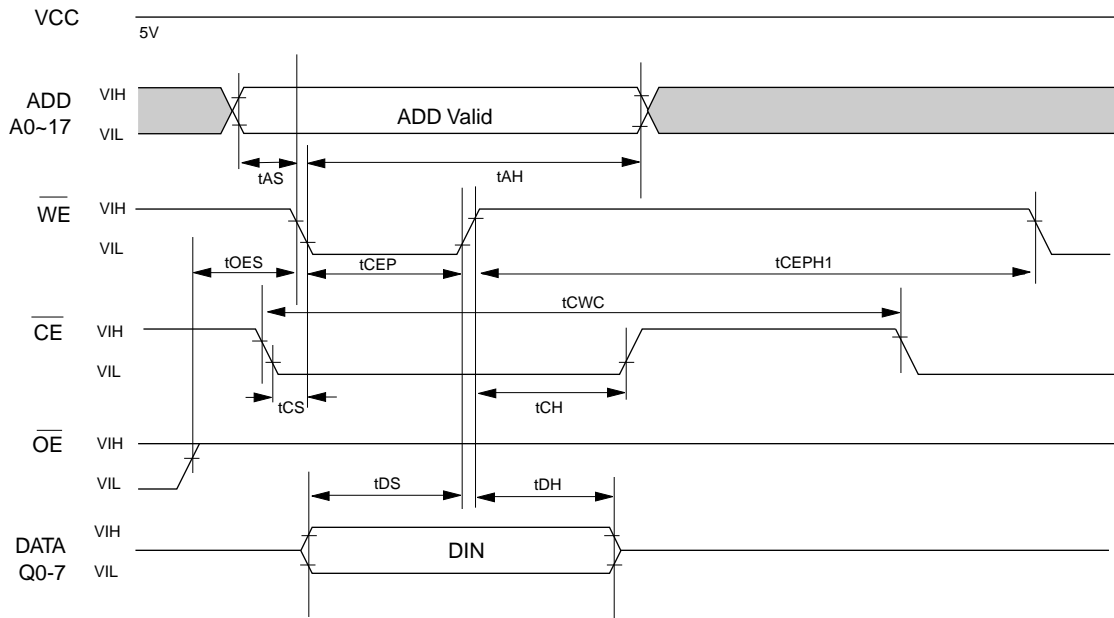 VCC
5V
ADD
A0~17
VIH
VIL
ADD Valid
tAS
tAH
WE
VIH
VIL
tOES
tCEP
tCEPH1
tCWC
CE
VIH
VIL
tCS
tCH
OE
VIH
VIL
tDS
tDH
DATA
Q0-7
VIH
VIL
DIN